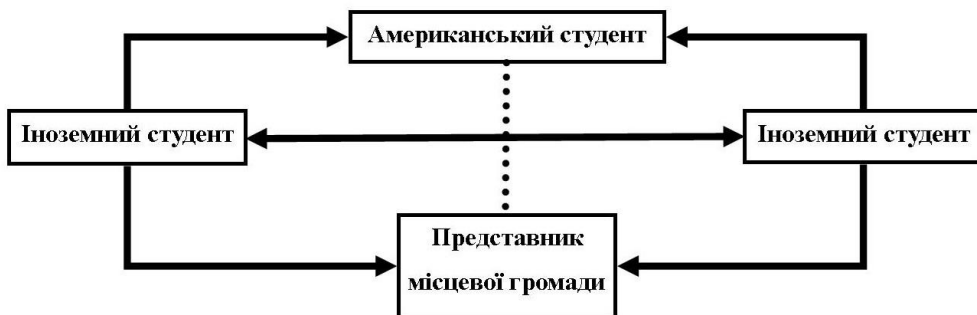 Американський студент
Іноземний студент
Іноземний студент
Представник
місцевої громади